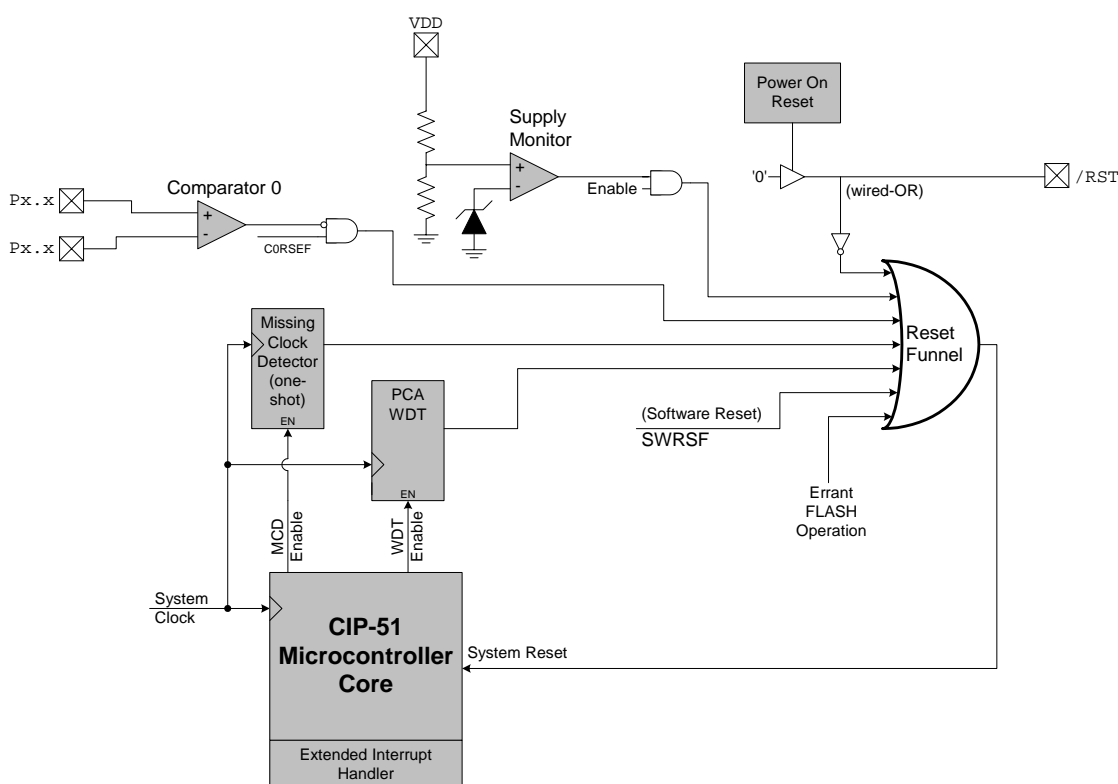 VDD
Power On
Reset
Supply
Monitor
+
-
Enable
'0'
(wired-OR)
/RST
Px.x
Px.x
Comparator 0
+
-
C0RSEF
Missing
Clock
Detector
(one-
shot)
EN
PCA
WDT
EN
Reset
Funnel
(Software Reset)
SWRSF
Errant
FLASH
Operation
MCD
Enable
WDT
Enable
System
Clock
CIP-51
Microcontroller
Core
System Reset
Extended Interrupt
Handler